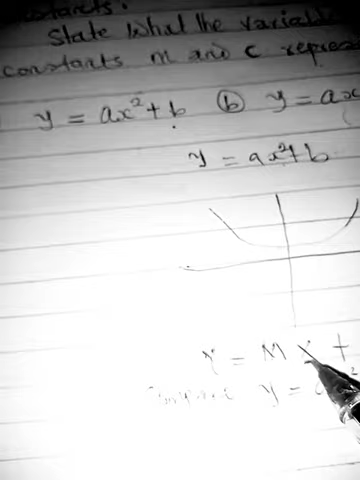 State What the variable
constants m and c represe
y = ax² + b (b) y = ax
y = ax² + b
Y = M X +
y =